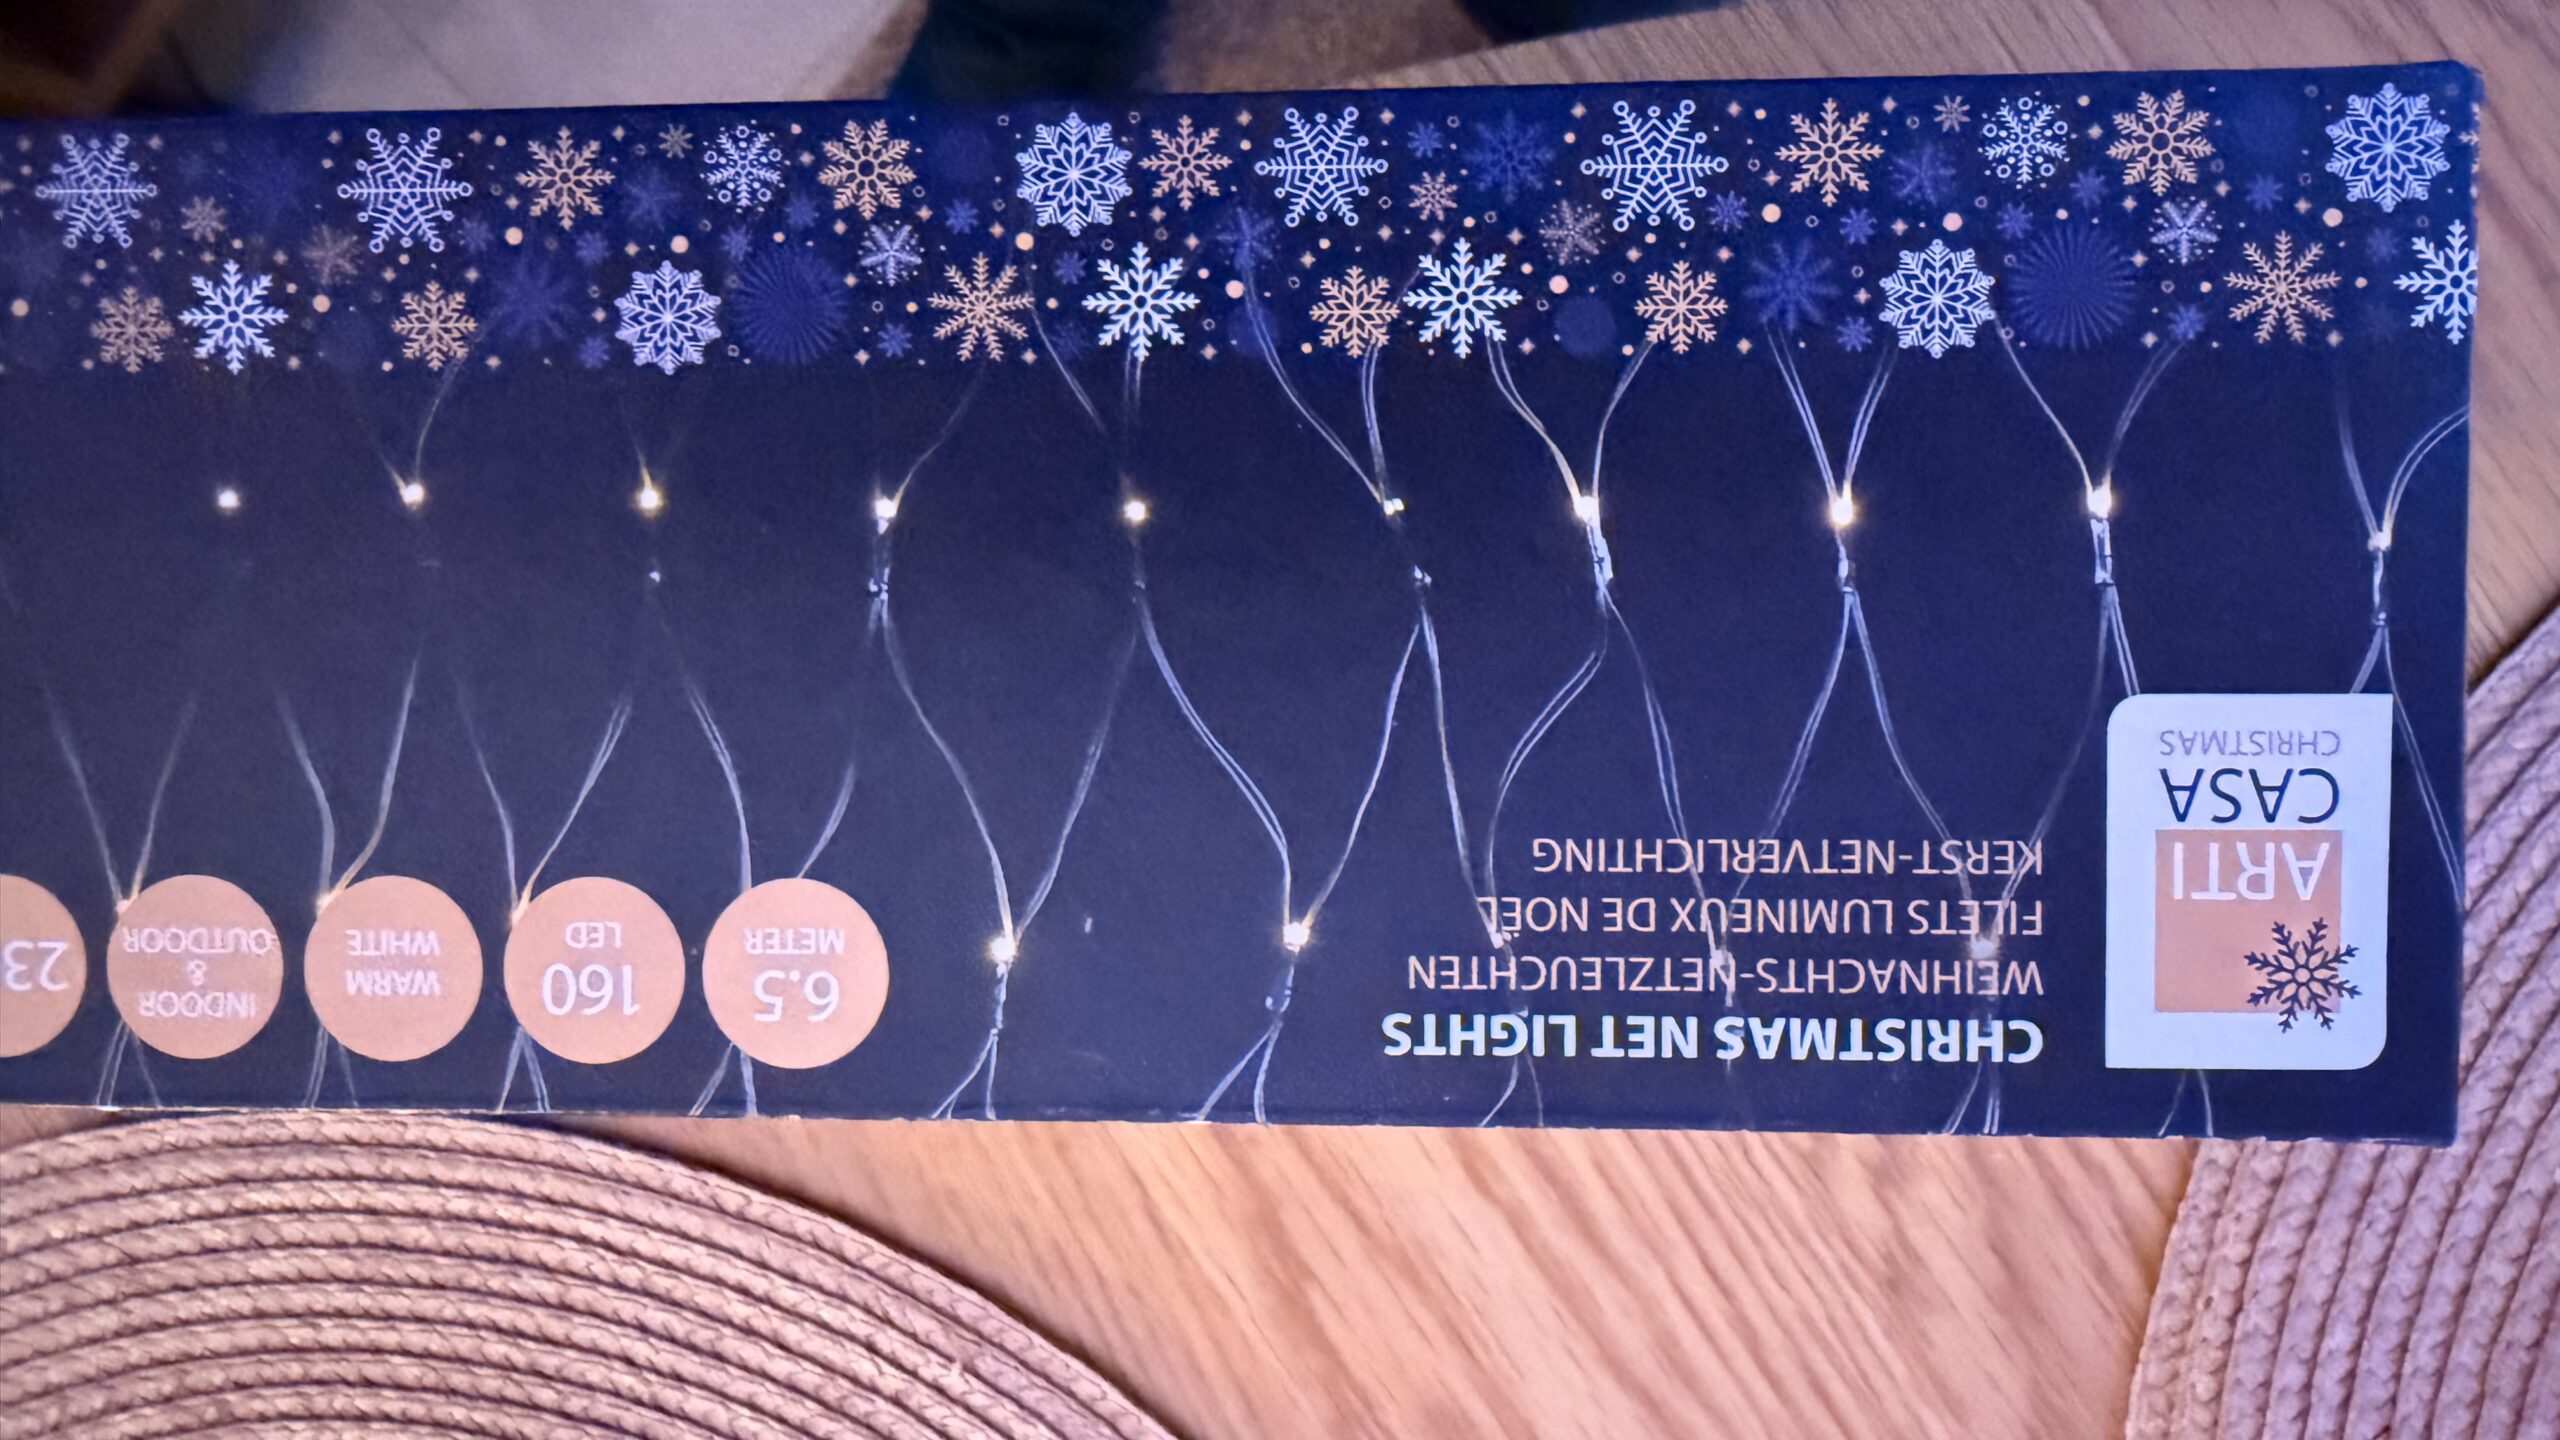 ARTI
CASA
CHRISTMAS
CHRISTMAS NET LIGHTS
WEIHNACHTS-NETZLEUCHTEN
FILETS LUMINEUX DE NOËL
KERST-NETVERLICHTING
6.5
METER
160
LED
WARM
WHITE
INDOOR
&
OUTDOOR